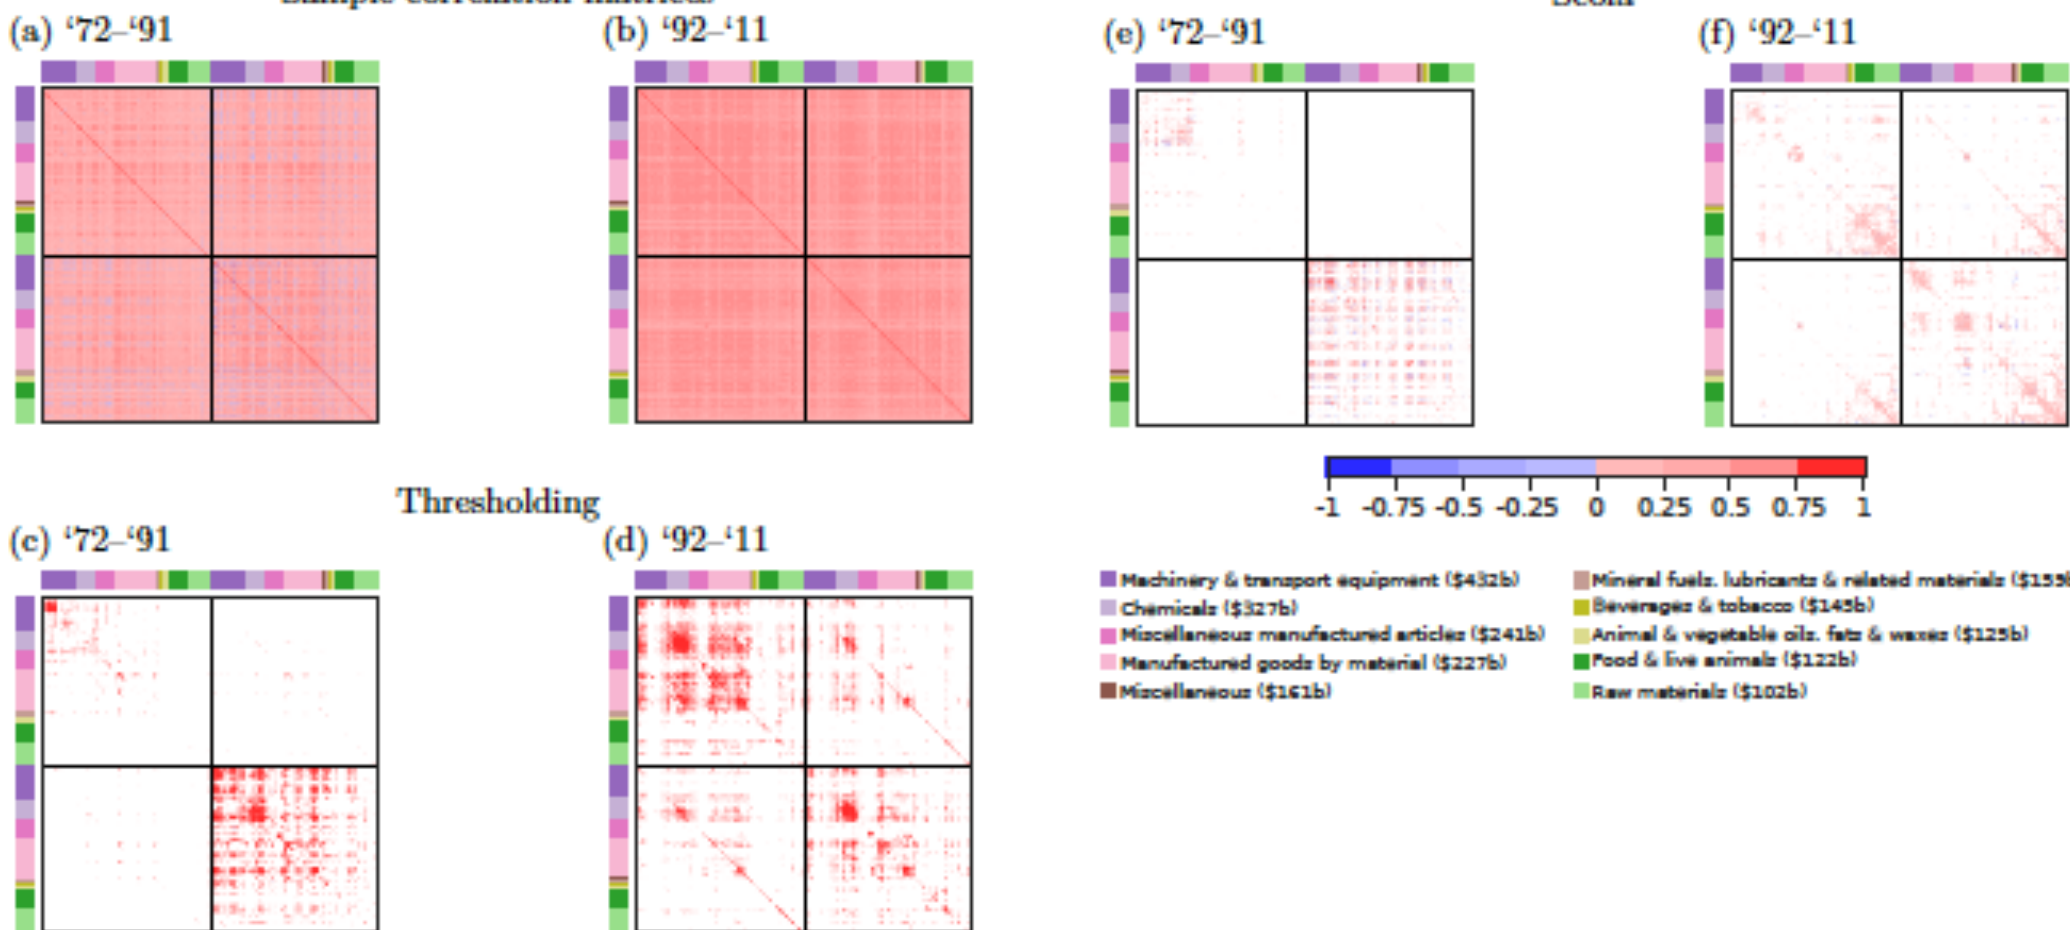 Sample correlation matrices
(a) ‘72–‘91
(b) ‘92–‘11
(e) ‘72–‘91
(f) ‘92–‘11
-1 -0.75 -0.5 -0.25 0 0.25 0.5 0.75 1
Thresholding
(c) ‘72–‘91
(d) ‘92–‘11
Machinery & transport equipment ($432b)
Chemicals ($327b)
Miscellaneous manufactured articles ($241b)
Manufactured goods by material ($227b)
Miscellaneous ($161b)
Mineral fuels, lubricants & related materials
Beverages & tobacco ($145b)
Animal & vegetable oils, fats & waxes ($125b)
Food & live animals ($122b)
Raw materials ($102b)